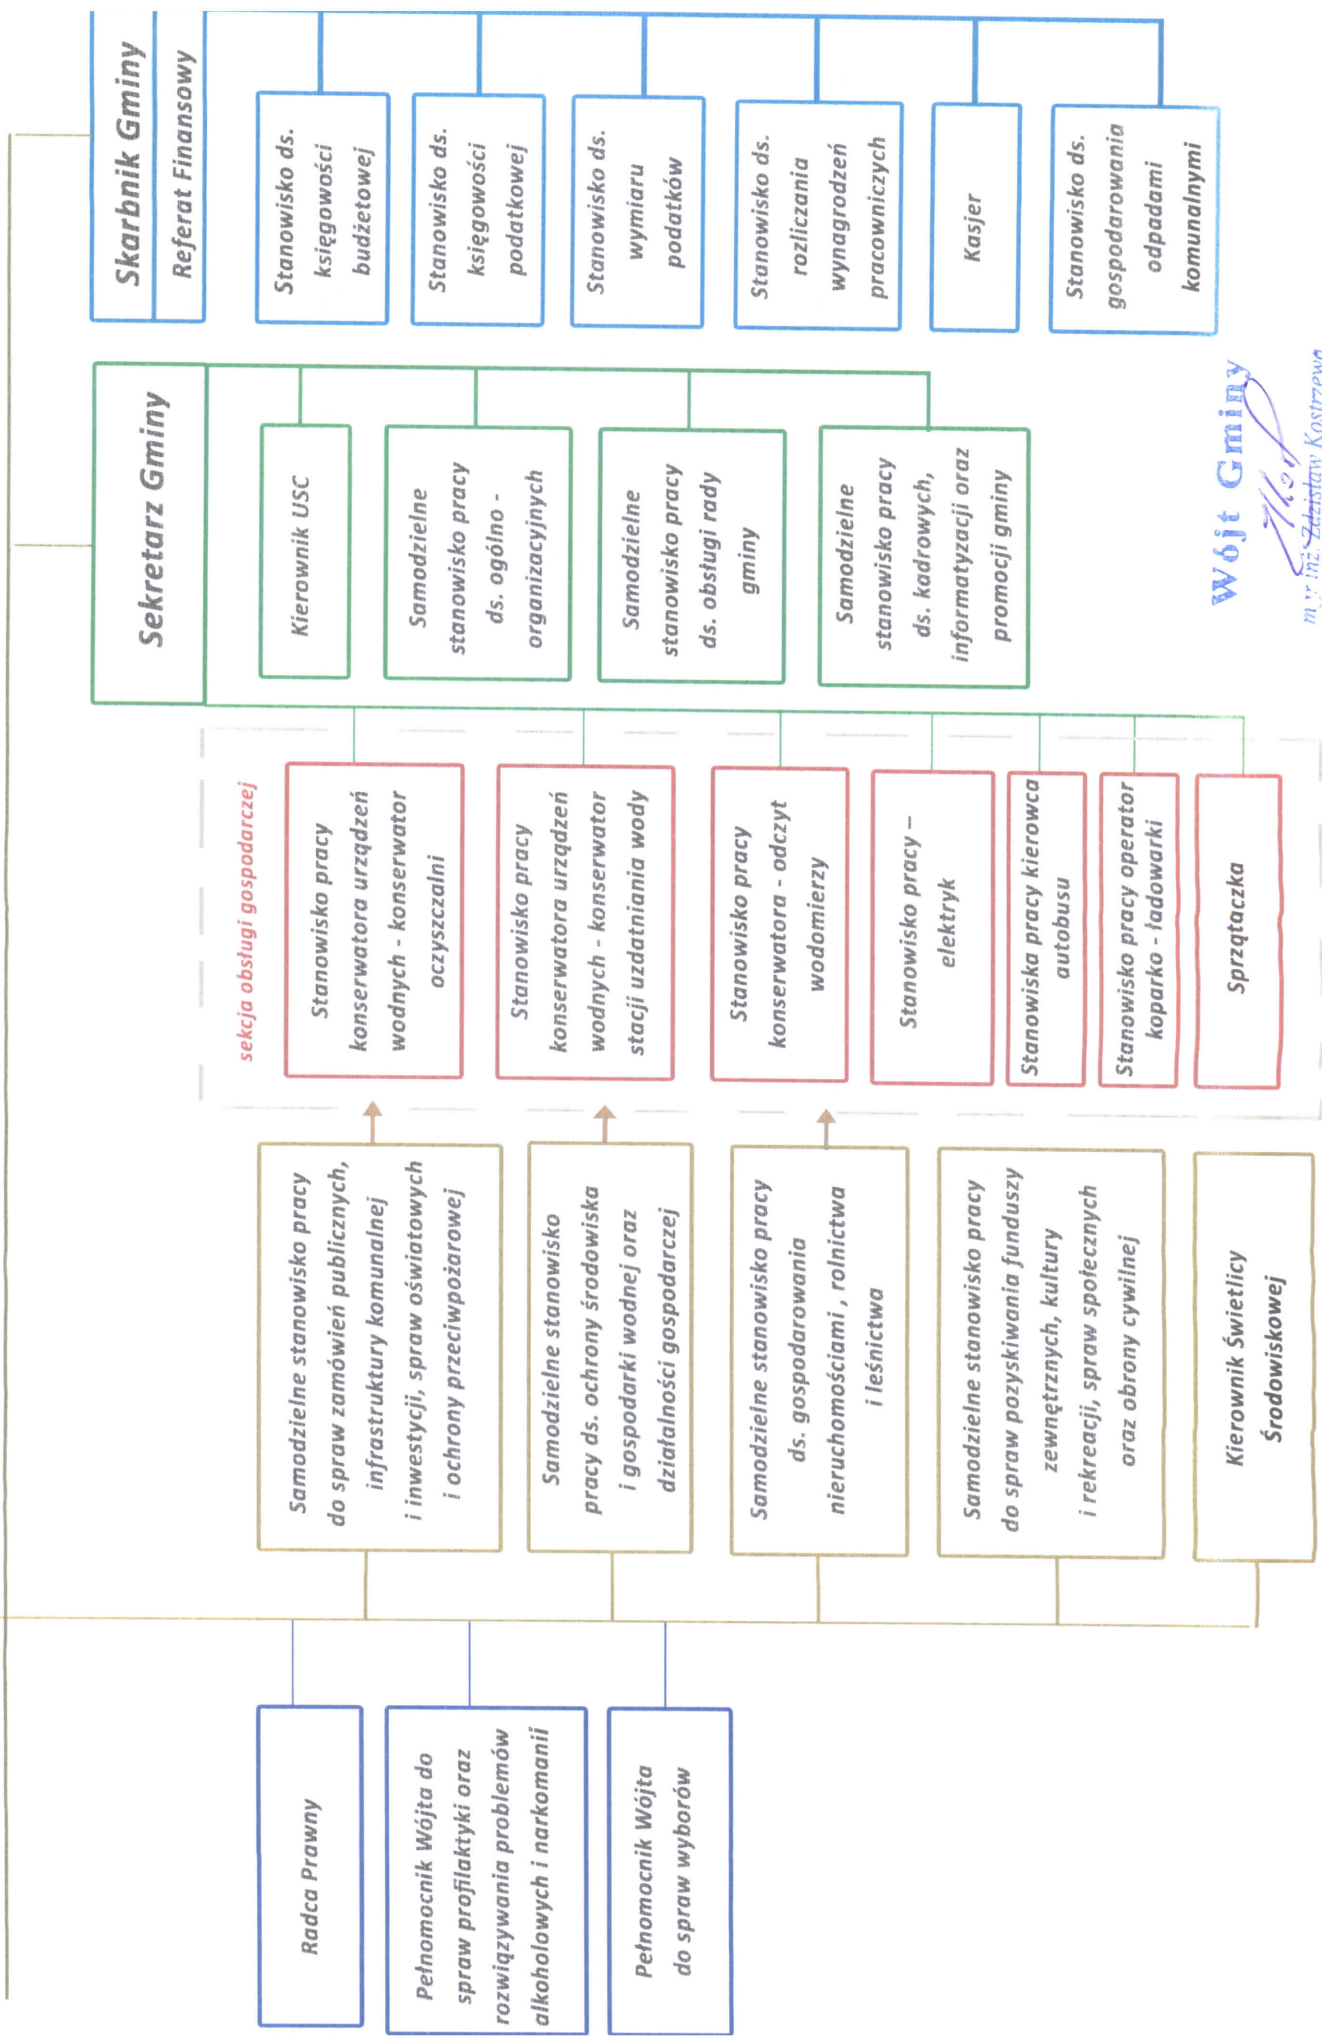 Radca Prawny
Pełnomocnik Wójta do
spraw profilaktyki oraz
rozwiązywania problemów
alkoholowych i narkomanii
Pełnomocnik Wójta
do spraw wyborów
Samodzielne stanowisko pracy
do spraw zamówień publicznych,
infrastruktury komunalnej
i inwestycji, spraw oświatowych
i ochrony przeciwpożarowej
Samodzielne stanowisko
pracy ds. ochrony środowiska
i gospodarki wodnej oraz
działalności gospodarczej
Samodzielne stanowisko pracy
ds. gospodarowania
nieruchomościami , rolnictwa
i leśnictwa
Samodzielne stanowisko pracy
do spraw pozyskiwania funduszy
zewnętrznych, kultury
i rekreacji, spraw społecznych
oraz obrony cywilnej
Kierownik Świetlicy
Środowiskowej
sekcja obsługi gospodarczej
Stanowisko pracy
konserwatora urządzeń
wodnych - konserwator
oczyszczalni
Stanowisko pracy
konserwatora urządzeń
wodnych - konserwator
stacji uzdatniania wody
Stanowisko pracy
konserwatora - odczyt
wodomierzy
Stanowisko pracy –
elektryk
Stanowiska pracy kierowca
autobusu
Stanowisko pracy operator
koparko - ładowarki
Sprzątaczka
Sekretarz Gminy
Kierownik USC
Samodzielne
stanowisko pracy
ds. ogólno -
organizacyjnych
Samodzielne
stanowisko pracy
ds. obsługi rady
gminy
Samodzielne
stanowisko pracy
ds. kadrowych,
informatyzacji oraz
promocji gminy
Skarbnik Gminy
Referat Finansowy
Stanowisko ds.
księgowości
budżetowej
Stanowisko ds.
księgowości
podatkowej
Stanowisko ds.
wymiaru
podatków
Stanowisko ds.
rozliczania
wynagrodzeń
pracowniczych
Kasjer
Stanowisko ds.
gospodarowania
odpadami
komunalnymi
Wójt Gminy
mgr inż. Zdzisław Kostrzewa